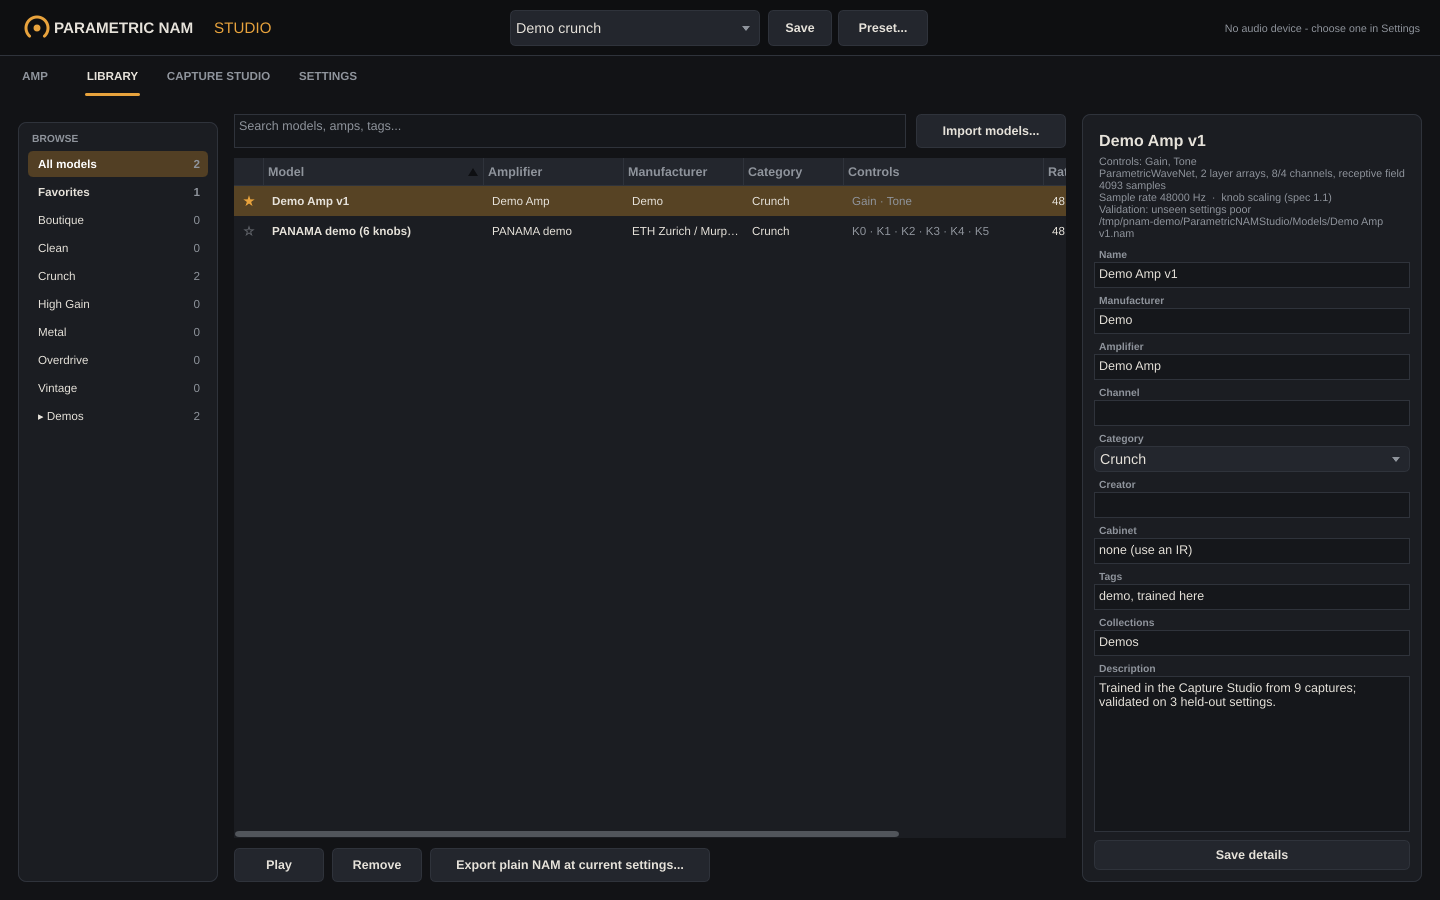 PARAMETRIC NAM STUDIO
Demo crunch
Save
Preset...
No audio device - choose one in Settings
AMP
LIBRARY
CAPTURE STUDIO
SETTINGS
BROWSE
All models 2
Favorites 1
Boutique 0
Clean 0
Crunch 2
High Gain 0
Metal 0
Overdrive 0
Vintage 0
▸ Demos 2
Search models, amps, tags...
Import models...
Model Amplifier Manufacturer Category Controls Rat
★ Demo Amp v1 Demo Amp Demo Crunch Gain · Tone 48
☆ PANAMA demo (6 knobs) PANAMA demo ETH Zurich / Murp... Crunch K0 · K1 · K2 · K3 · K4 · K5 48
Play
Remove
Export plain NAM at current settings...
Demo Amp v1
Controls: Gain, Tone
ParametricWaveNet, 2 layer arrays, 8/4 channels, receptive field
4093 samples
Sample rate 48000 Hz · knob scaling (spec 1.1)
Validation: unseen settings poor
/tmp/pnam-demo/ParametricNAMStudio/Models/Demo Amp
v1.nam
Name
Demo Amp v1
Manufacturer
Demo
Amplifier
Demo Amp
Channel
Category
Crunch
Creator
Cabinet
none (use an IR)
Tags
demo, trained here
Collections
Demos
Description
Trained in the Capture Studio from 9 captures;
validated on 3 held-out settings.
Save details